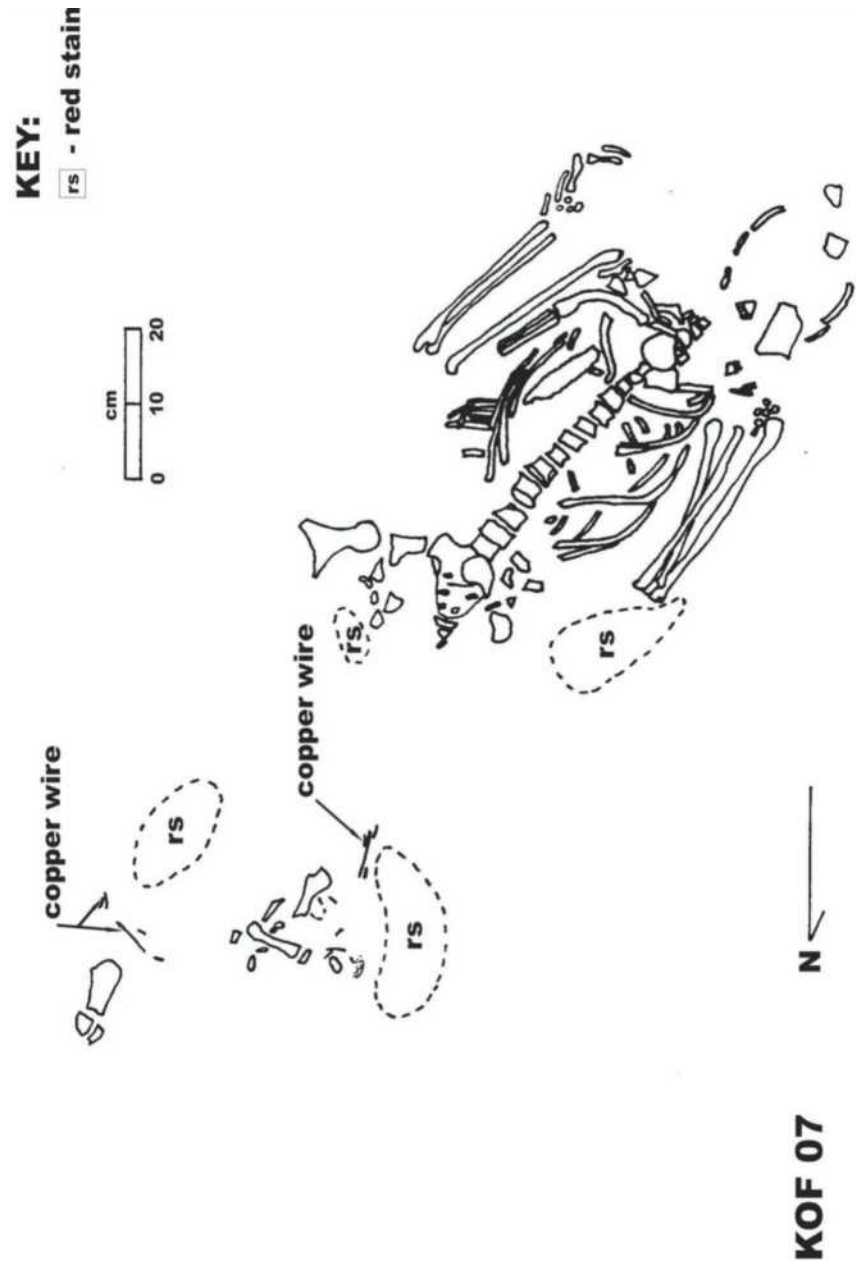 KEY:
rs - red stain
cm
0 10 20
copper wire
copper wire
rs
rs
rs
rs
N
KOF 07